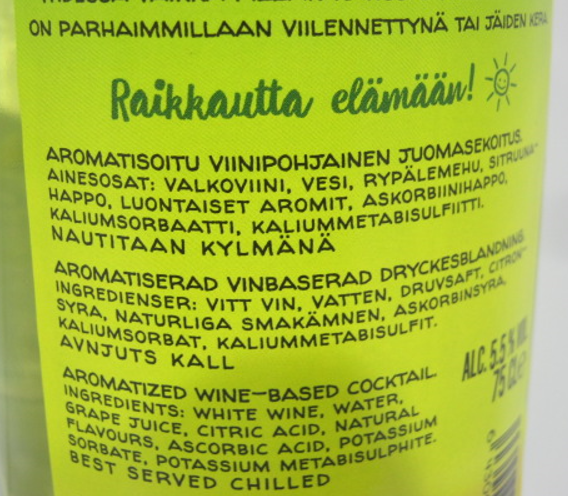 ON PARHAIMMILLAAN VIILENNETTYNÄ TAI JÄIDEN KERA
Raikkautta elämään!
AROMATISOITU VIINIPOHJAINEN JUOMASEKOITUS.
AINESOSAT: VALKOVIINI, VESI, RYPÄLEMEHU, SITRUUNA-
HAPPO, LUONTAISET AROMIT, ASKORBIINIHAPPO,
KALIUMSORBAATTI, KALIUMMETABISULFIITTI.
NAUTITAAN KYLMÄNÄ
AROMATISERAD VINBASERAD DRYCKESBLANDNING.
INGREDIENSER: VITT VIN, VATTEN, DRUVSAFT, CITRON-
SYRA, NATURLIGA SMAKÄMNEN, ASKORBINSYRA,
KALIUMSORBAT, KALIUMMETABISULFIT.
AVNJUTS KALL
AROMATIZED WINE-BASED COCKTAIL
INGREDIENTS: WHITE WINE, WATER,
GRAPE JUICE, CITRIC ACID, NATURAL
FLAVOURS, ASCORBIC ACID, POTASSIUM
SORBATE, POTASSIUM METABISULPHITE.
BEST SERVED CHILLED
ALC. 5,5 % VOL.
75 CL e